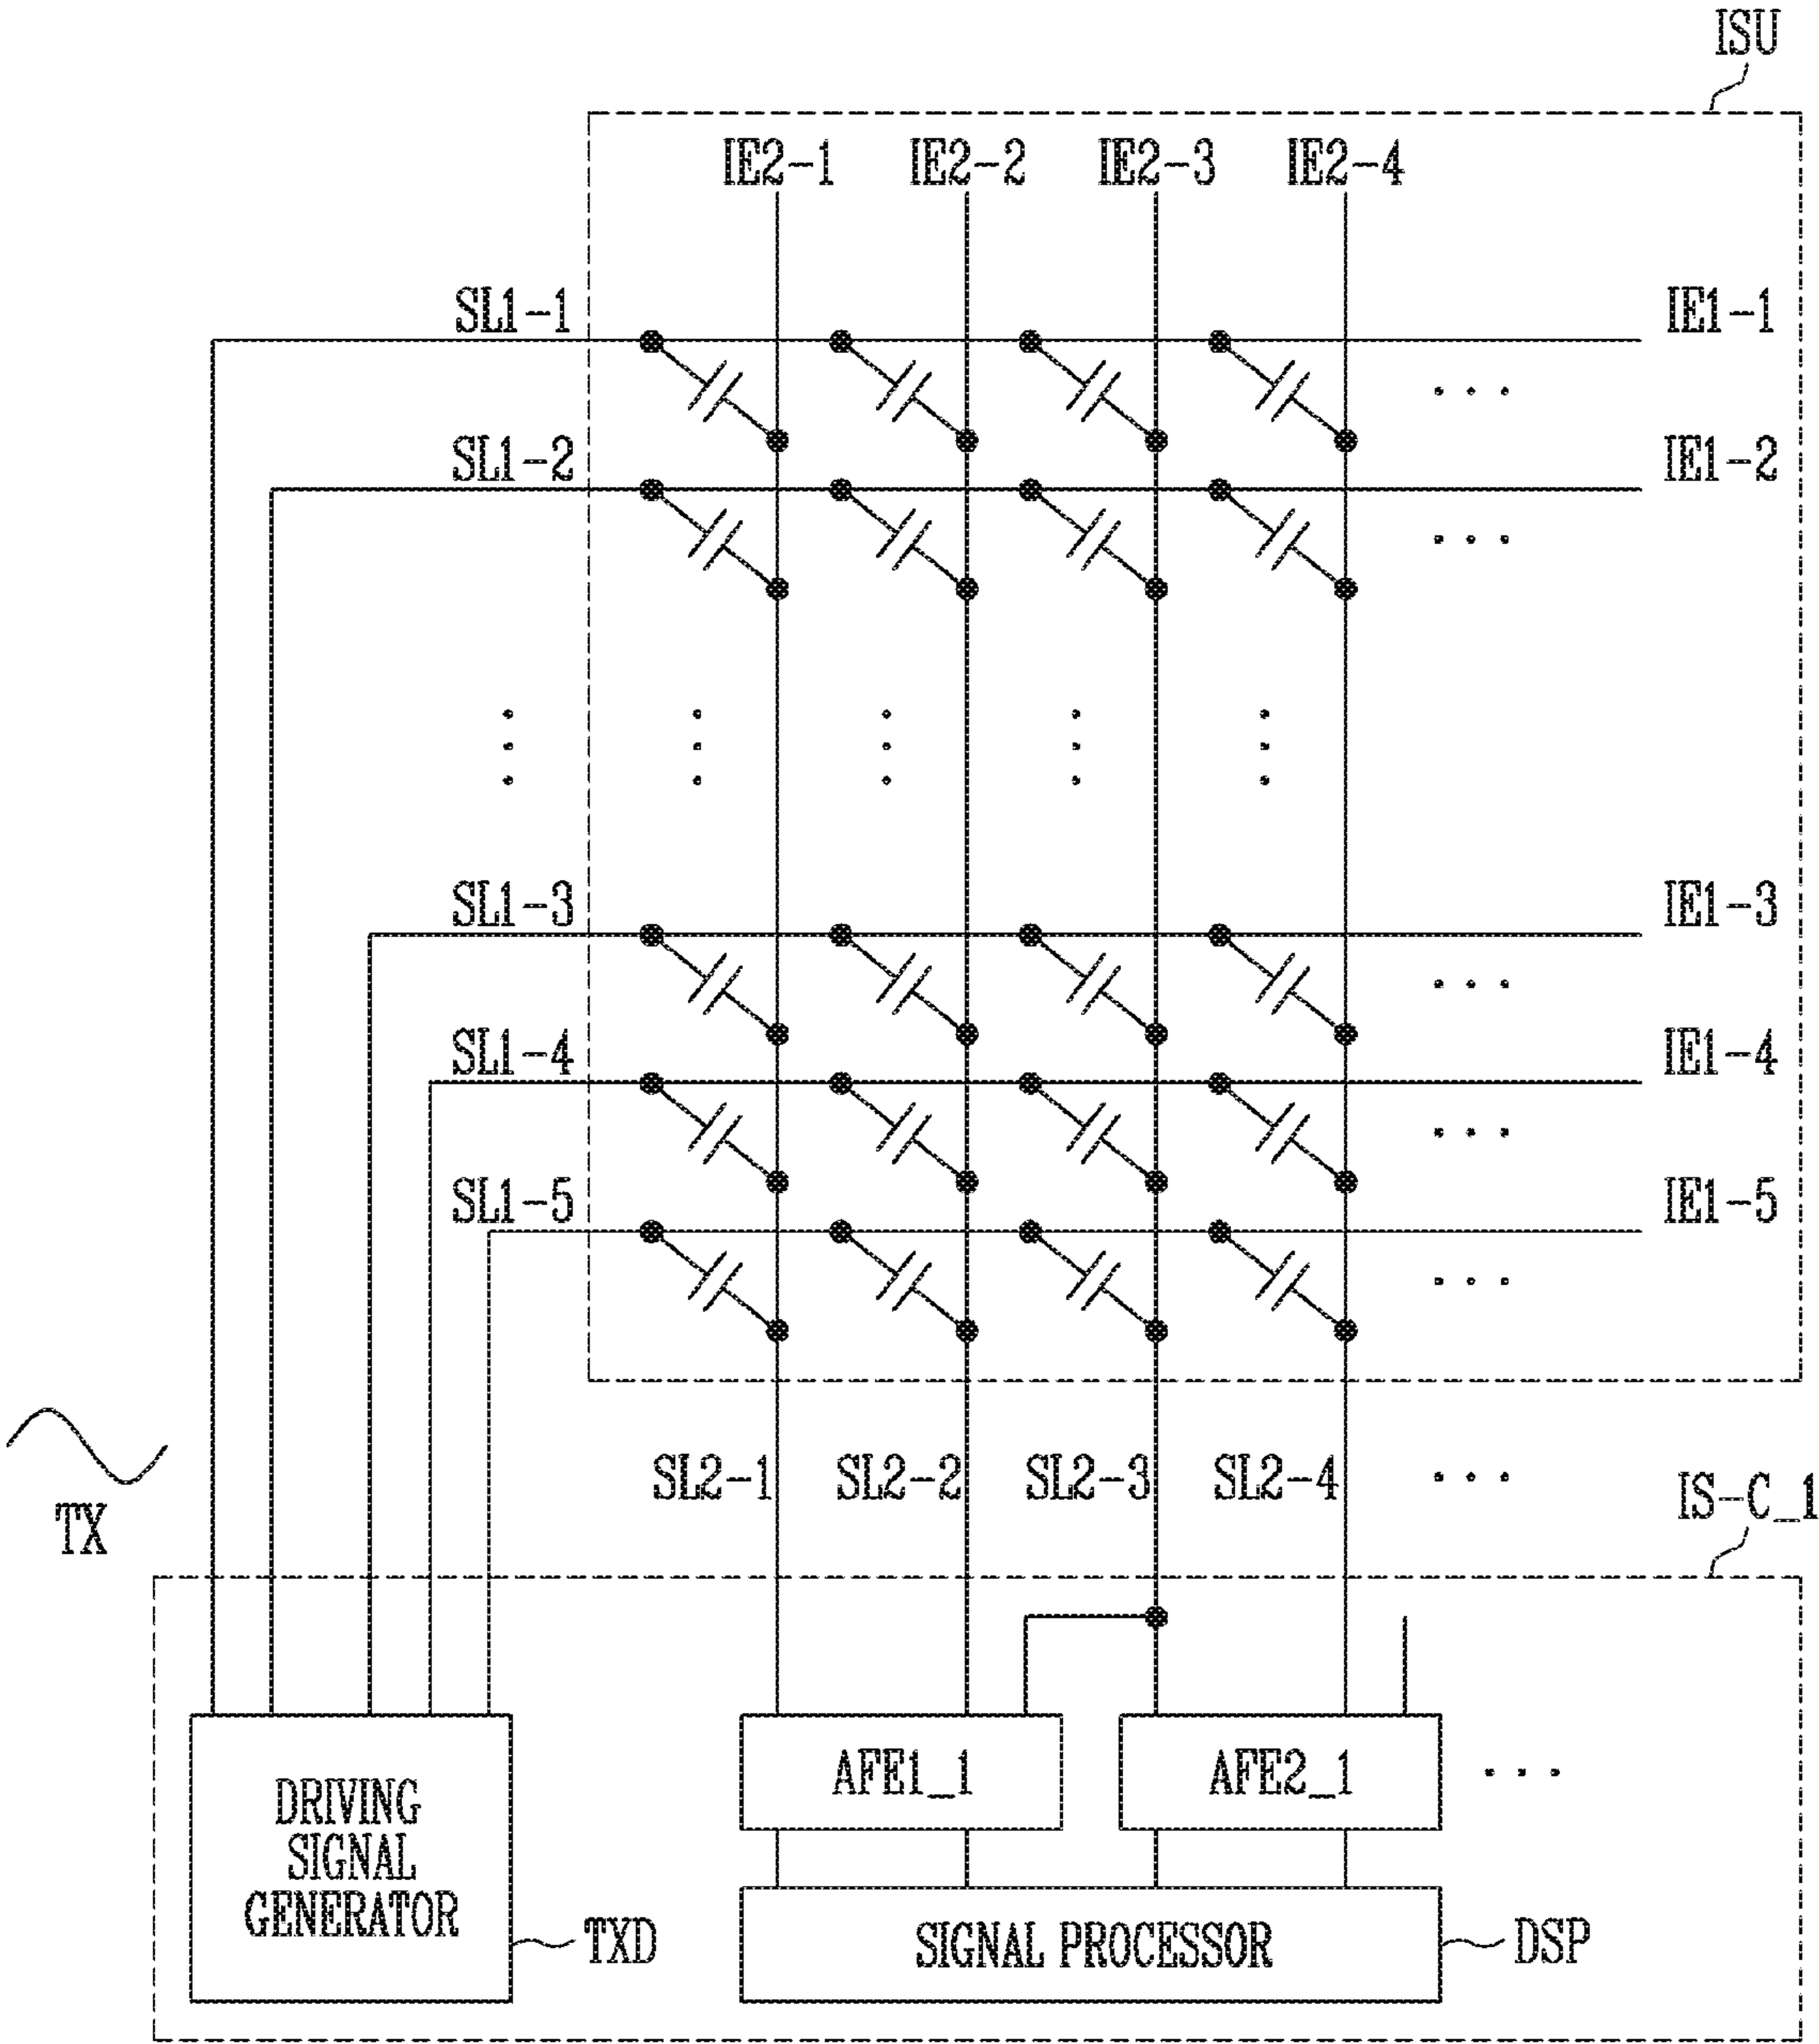 ISU
IE2-1 IE2-2 IE2-3 IE2-4
SL1-1 IE1-1
SL1-2 IE1-2
SL1-3 IE1-3
SL1-4 IE1-4
SL1-5 IE1-5
SL2-1 SL2-2 SL2-3 SL2-4
TX
IS-C_1
AFE1_1 AFE2_1
DRIVING
SIGNAL
GENERATOR
TXD
SIGNAL PROCESSOR
DSP